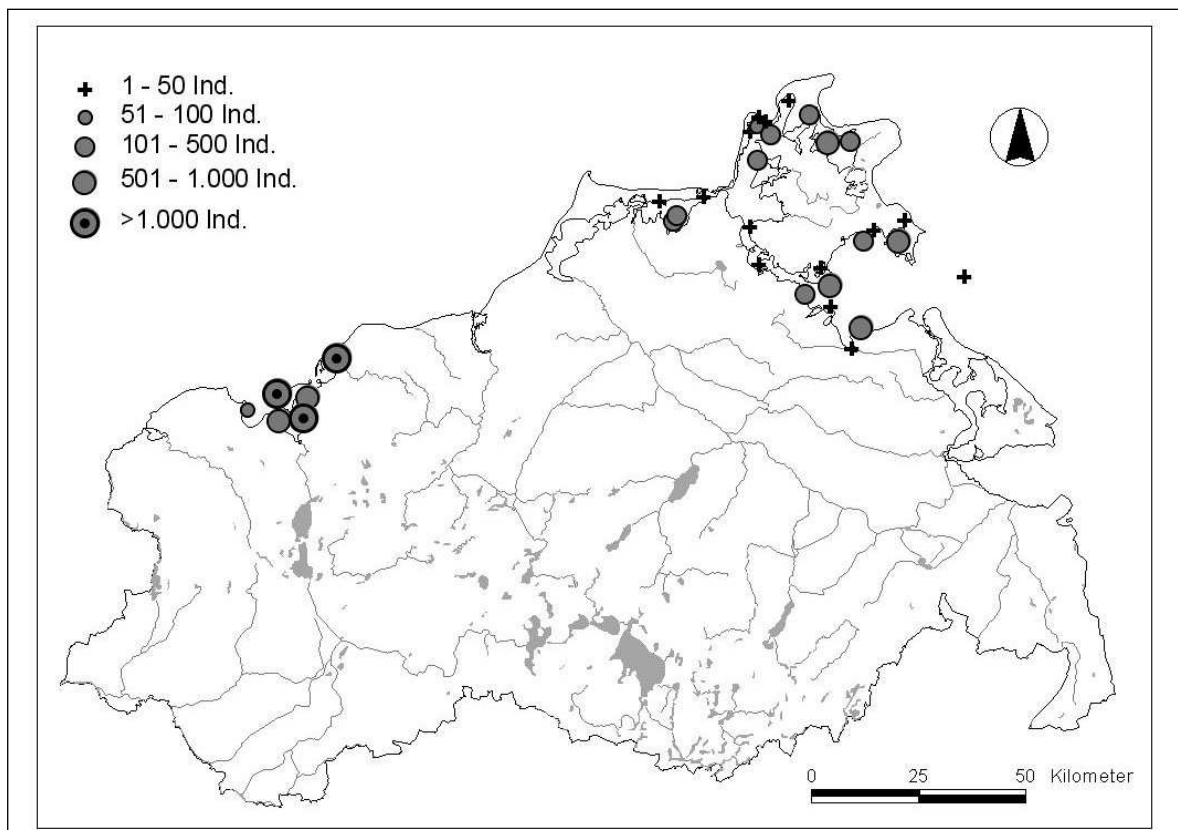 1 - 50 Ind.
51 - 100 Ind.
101 - 500 Ind.
501 - 1.000 Ind.
>1.000 Ind.
0 25 50 Kilometer